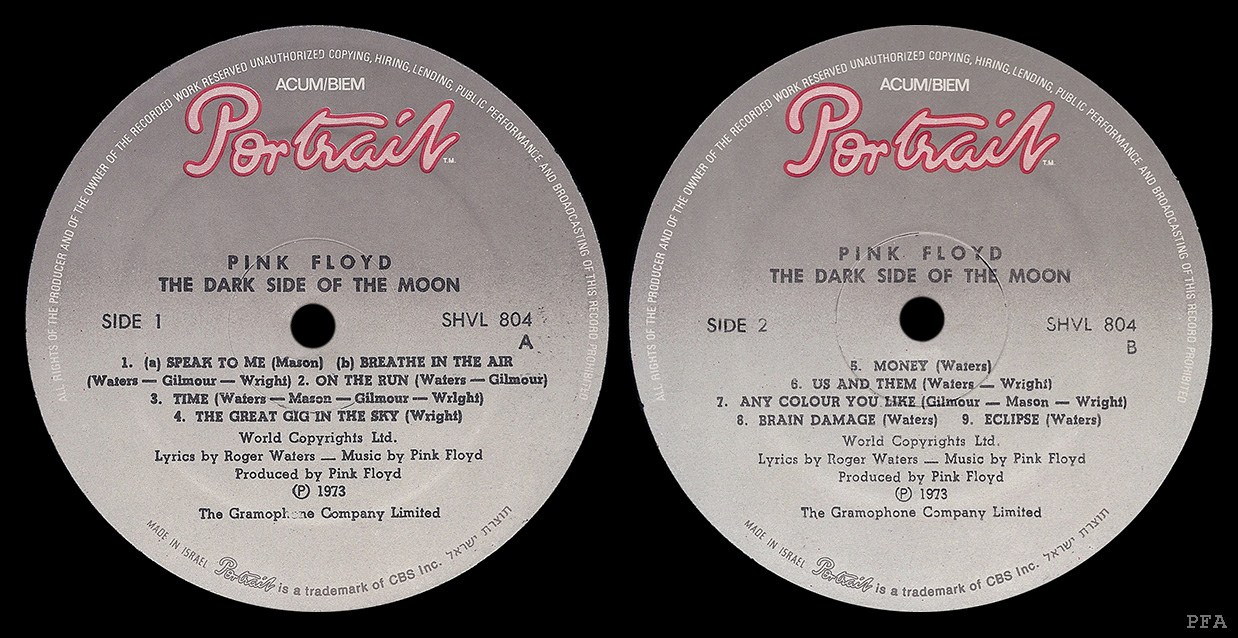 ALL RIGHTS OF THE PRODUCER AND OF THE OWNER OF THE RECORDED WORK RESERVED UNAUTHORIZED COPYING, HIRING, LENDING, PUBLIC PERFORMANCE AND BROADCASTING OF THIS RECORD PROHIBITED
ACUM/BIEM
Portrait T.M.
PINK FLOYD
THE DARK SIDE OF THE MOON
SIDE 1
SHVL 804
A
1. (a) SPEAK TO ME (Mason) (b) BREATHE IN THE AIR
(Waters — Gilmour — Wright) 2. ON THE RUN (Waters — Gilmour)
3. TIME (Waters — Mason — Gilmour — Wright)
4. THE GREAT GIG IN THE SKY (Wright)
World Copyrights Ltd.
Lyrics by Roger Waters — Music by Pink Floyd
Produced by Pink Floyd
Ⓟ 1973
The Gramophone Company Limited
MADE IN ISRAEL Portrait is a trademark of CBS Inc. תוצרת ישראל
ALL RIGHTS OF THE PRODUCER AND OF THE OWNER OF THE RECORDED WORK RESERVED UNAUTHORIZED COPYING, HIRING, LENDING, PUBLIC PERFORMANCE AND BROADCASTING OF THIS RECORD PROHIBITED
ACUM/BIEM
Portrait T.M.
PINK FLOYD
THE DARK SIDE OF THE MOON
SIDE 2
SHVL 804
B
5. MONEY (Waters)
6. US AND THEM (Waters — Wright)
7. ANY COLOUR YOU LIKE (Gilmour — Mason — Wright)
8. BRAIN DAMAGE (Waters) 9. ECLIPSE (Waters)
World Copyrights Ltd.
Lyrics by Roger Waters — Music by Pink Floyd
Produced by Pink Floyd
Ⓟ 1973
The Gramophone Company Limited
MADE IN ISRAEL Portrait is a trademark of CBS Inc. תוצרת ישראל
PFA